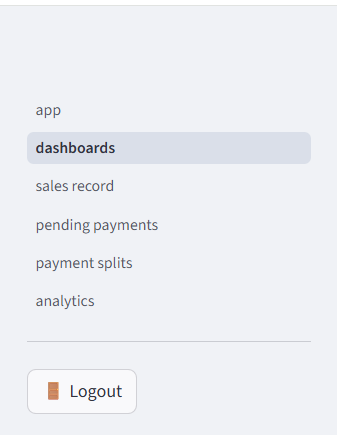 app
dashboards
sales record
pending payments
payment splits
analytics
Logout